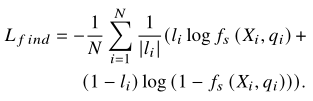 L_{find} = -\frac{1}{N} \sum_{i=1}^{N} \frac{1}{|l_i|} (l_i \log f_s (X_i, q_i) +
(1 - l_i) \log (1 - f_s (X_i, q_i))).